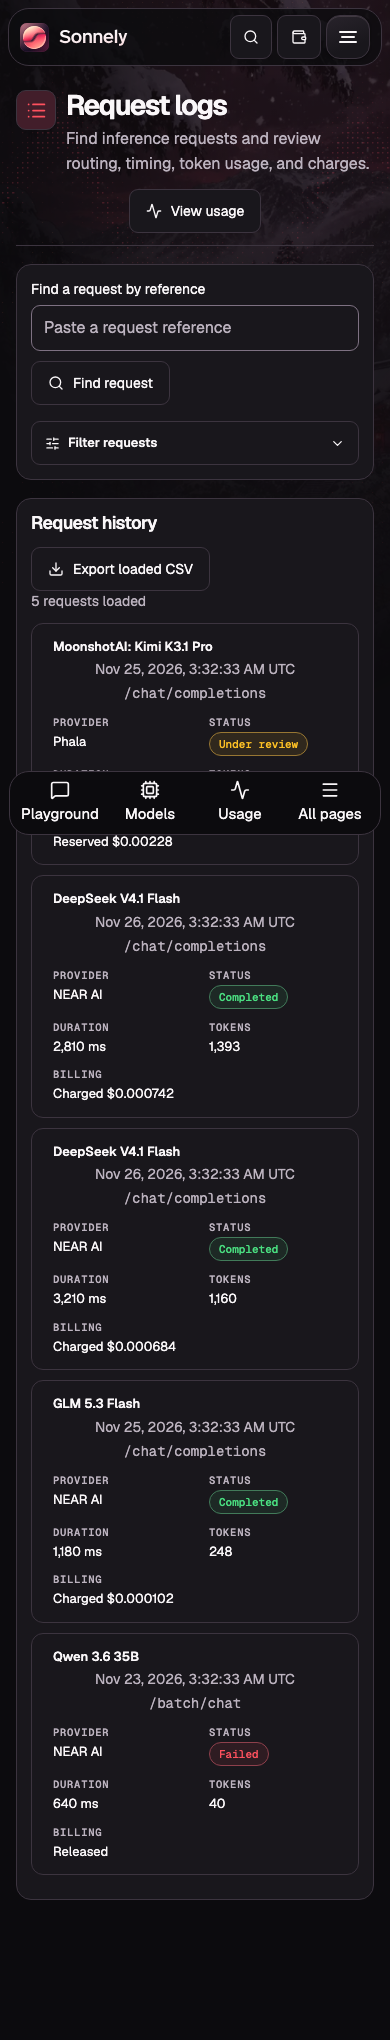 Sonnely
Request logs
Find inference requests and review
routing, timing, token usage, and charges.
View usage
Find a request by reference
Paste a request reference
Find request
Filter requests
Request history
Export loaded CSV
5 requests loaded
MoonshotAI: Kimi K3.1 Pro
Nov 25, 2026, 3:32:33 AM UTC
/chat/completions
PROVIDER STATUS
Phala Under review
Playground Models Usage All pages
Reserved $0.00228
DeepSeek V4.1 Flash
Nov 26, 2026, 3:32:33 AM UTC
/chat/completions
PROVIDER STATUS
NEAR AI Completed
DURATION TOKENS
2,810 ms 1,393
BILLING
Charged $0.000742
DeepSeek V4.1 Flash
Nov 26, 2026, 3:32:33 AM UTC
/chat/completions
PROVIDER STATUS
NEAR AI Completed
DURATION TOKENS
3,210 ms 1,160
BILLING
Charged $0.000684
GLM 5.3 Flash
Nov 25, 2026, 3:32:33 AM UTC
/chat/completions
PROVIDER STATUS
NEAR AI Completed
DURATION TOKENS
1,180 ms 248
BILLING
Charged $0.000102
Qwen 3.6 35B
Nov 23, 2026, 3:32:33 AM UTC
/batch/chat
PROVIDER STATUS
NEAR AI Failed
DURATION TOKENS
640 ms 40
BILLING
Released